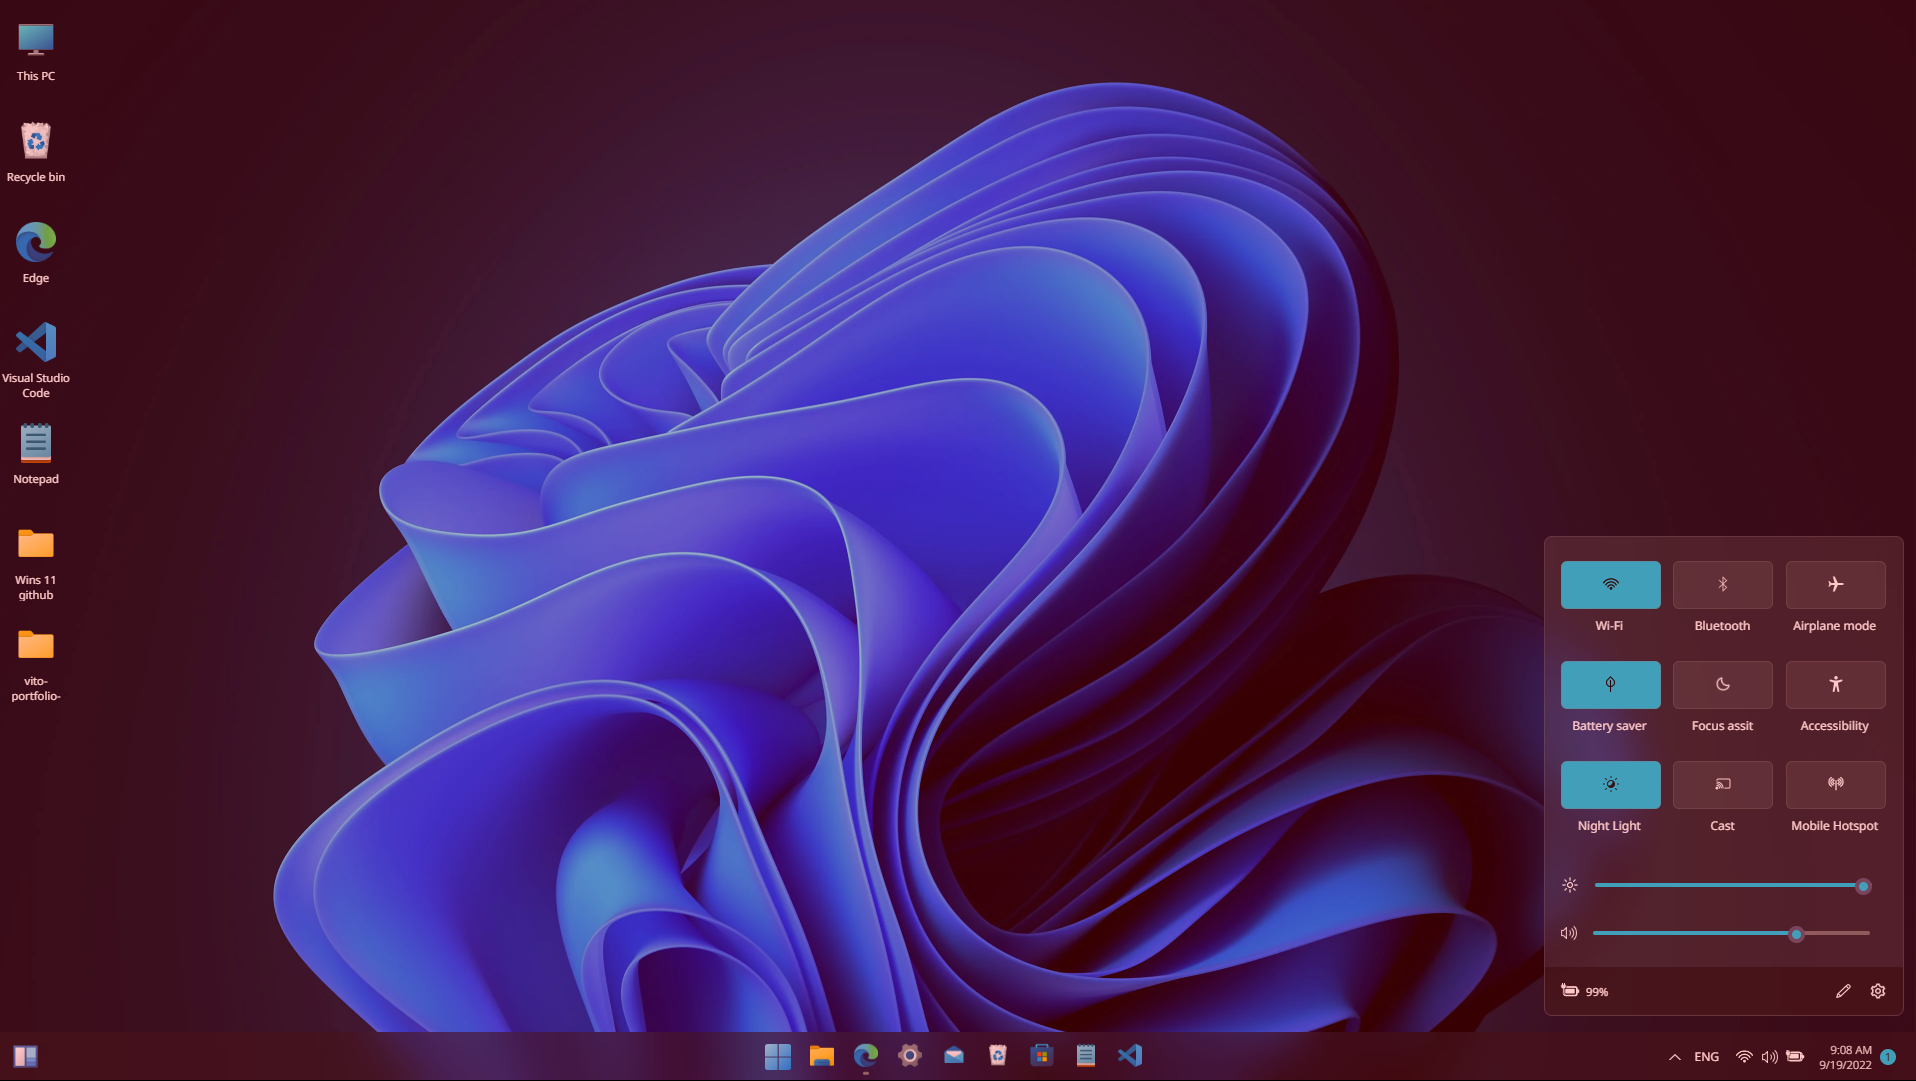 This PC
Recycle bin
Edge
Visual Studio
Code
Notepad
Wins 11
github
vito-
portfolio-
Wi-Fi
Bluetooth
Airplane mode
Battery saver
Focus assit
Accessibility
Night Light
Cast
Mobile Hotspot
99%
ENG
9:08 AM
9/19/2022
1